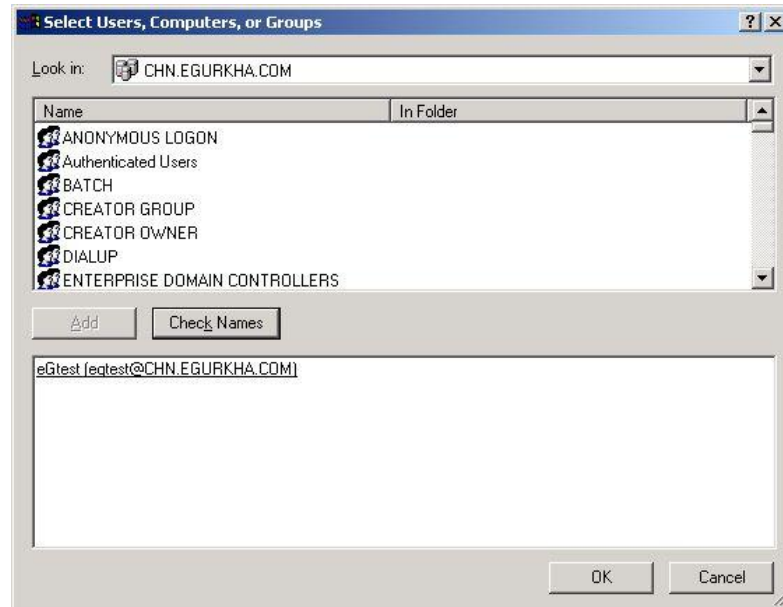 Select Users, Computers, or Groups
Look in: CHN.EGURKHA.COM
Name In Folder
ANONYMOUS LOGON
Authenticated Users
BATCH
CREATOR GROUP
CREATOR OWNER
DIALUP
ENTERPRISE DOMAIN CONTROLLERS
Add Check Names
eGtest (egtest@CHN.EGURKHA.COM)
OK Cancel